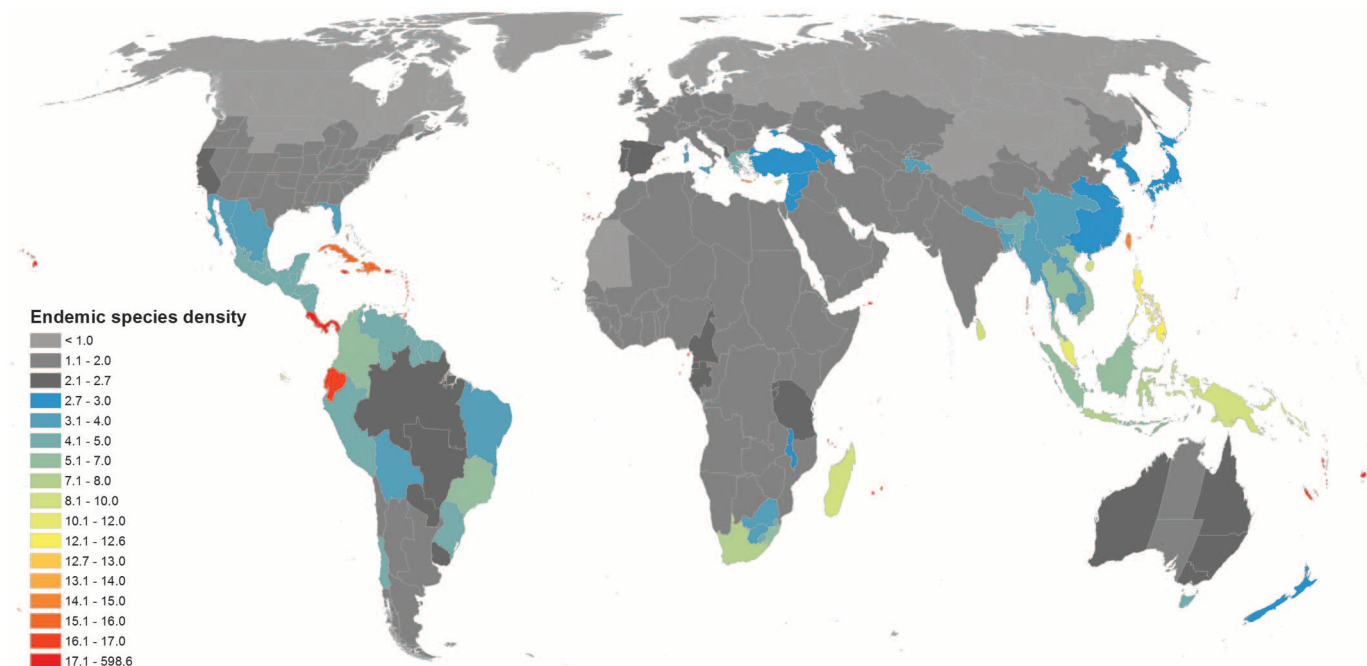 Endemic species density
< 1.0
1.1 - 2.0
2.1 - 2.7
2.7 - 3.0
3.1 - 4.0
4.1 - 5.0
5.1 - 7.0
7.1 - 8.0
8.1 - 10.0
10.1 - 12.0
12.1 - 12.6
12.7 - 13.0
13.1 - 14.0
14.1 - 15.0
15.1 - 16.0
16.1 - 17.0
17.1 - 598.6